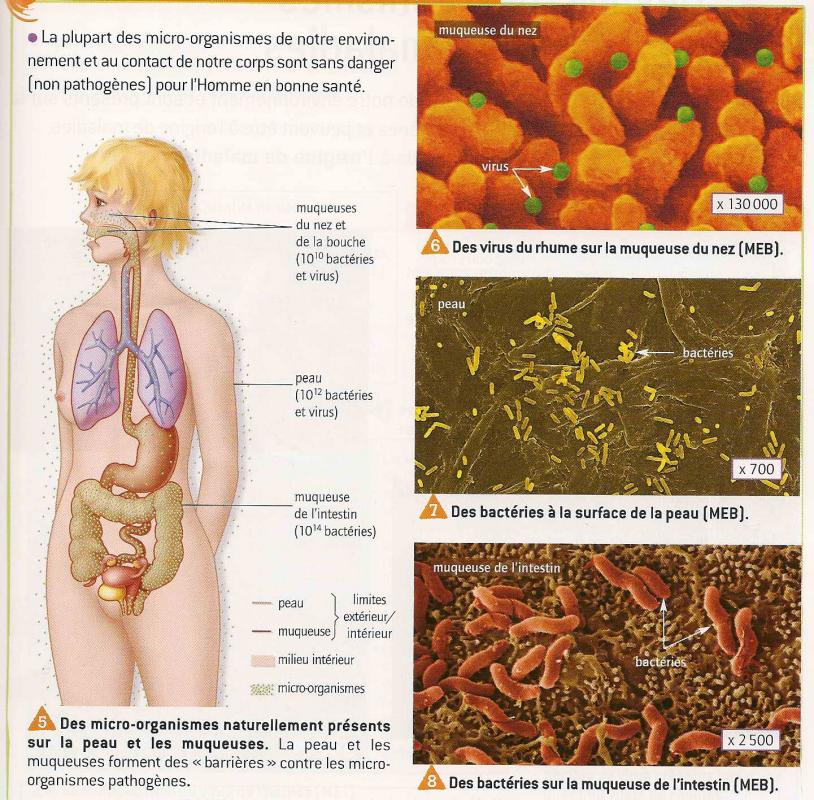 • La plupart des micro-organismes de notre environ-
nement et au contact de notre corps sont sans danger
(non pathogènes) pour l'Homme en bonne santé.
muqueuses
du nez et
de la bouche
(10¹⁰ bactéries
et virus)
peau
(10¹² bactéries
et virus)
muqueuse
de l'intestin
(10¹⁴ bactéries)
peau
muqueuse
limites
extérieur/
intérieur
milieu intérieur
micro-organismes
5 Des micro-organismes naturellement présents
sur la peau et les muqueuses. La peau et les
muqueuses forment des « barrières » contre les micro-
organismes pathogènes.
muqueuse du nez
virus
x 130 000
6 Des virus du rhume sur la muqueuse du nez (MEB).
peau
bactéries
x 700
7 Des bactéries à la surface de la peau (MEB).
muqueuse de l'intestin
bactéries
x 2 500
8 Des bactéries sur la muqueuse de l'intestin (MEB).